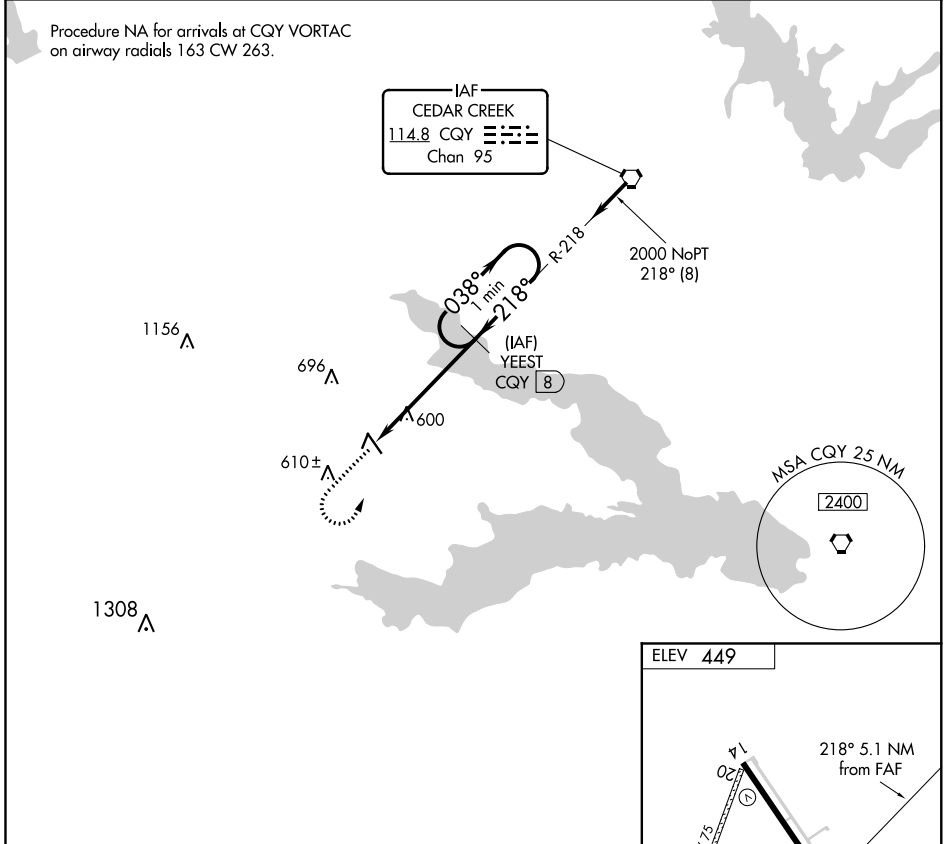 Procedure NA for arrivals at CQY VORTAC
on airway radials 163 CW 263.
IAF
CEDAR CREEK
114.8 CQY
Chan 95
R-218
2000 NoPT
218° (8)
038°
1 min
218°
(IAF)
YEEST
CQY 8
1156
696
600
610±
MSA CQY 25 NM
2400
1308
ELEV 449
14
20
V
218° 5.1 NM
from FAF